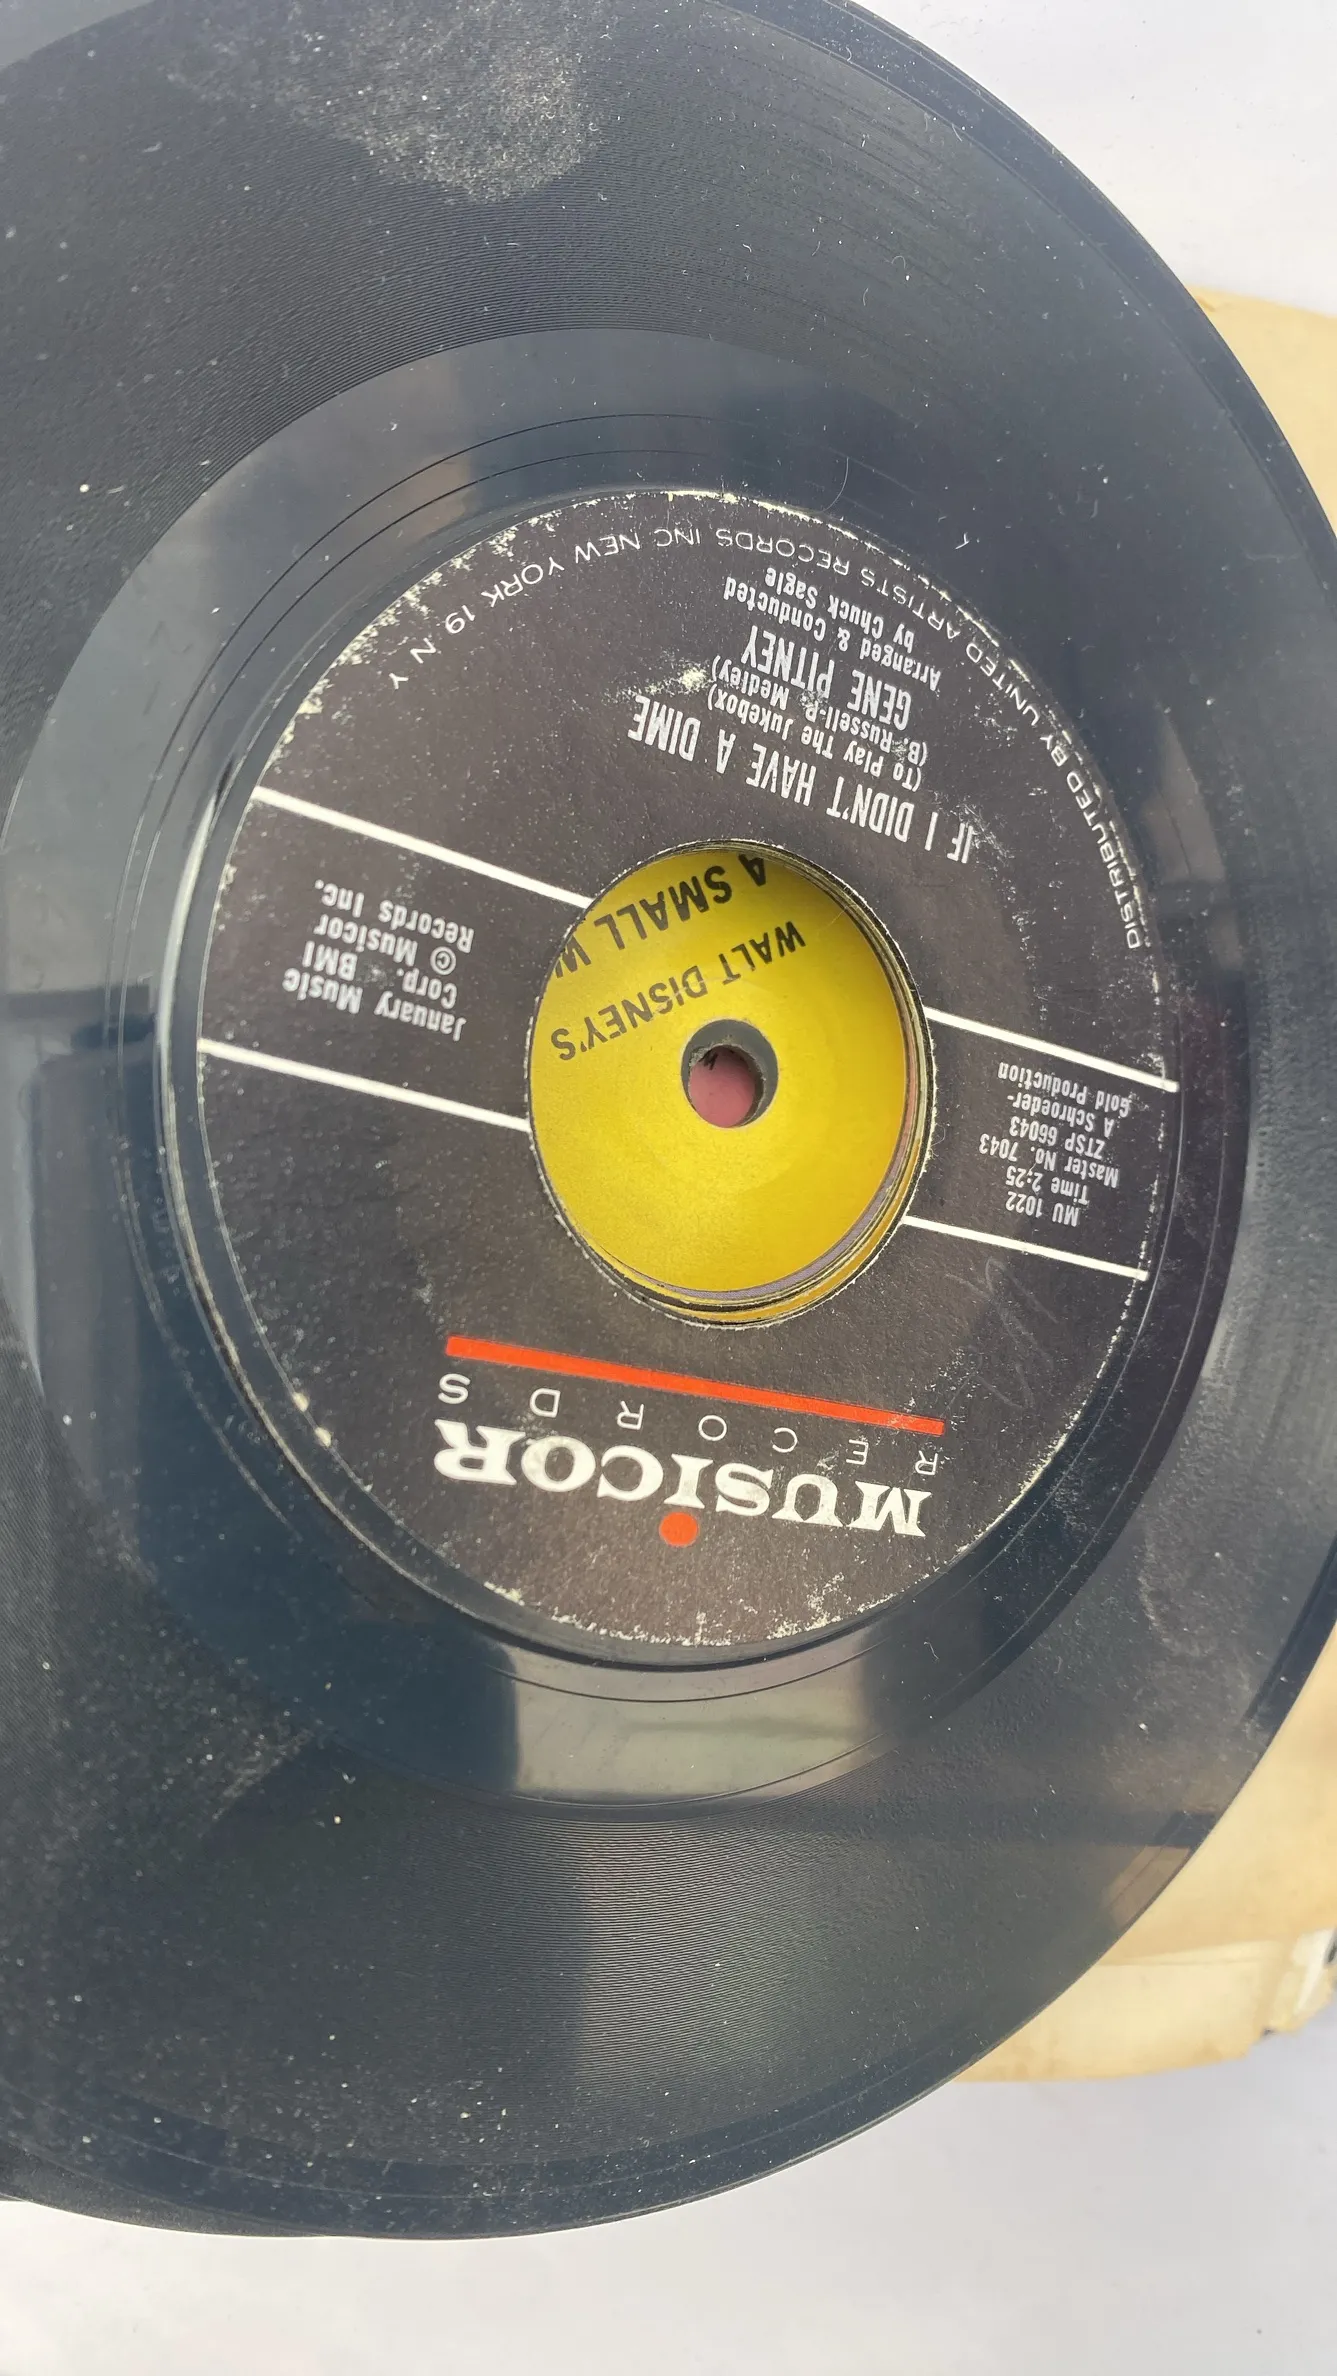 MUSICOR
RECORDS
MU 1022
Time 2:25
Master No. 7043
ZTSP 66043
A Schroeder-
Gold Production
January Music
Corp. BMI
© Musicor
Records Inc.
IF I DIDN'T HAVE A DIME
(To Play The Jukebox)
(B. Russell-P. Medley)
GENE PITNEY
Arranged & Conducted
by Chuck Sagle
DISTRIBUTED BY UNITED ARTISTS RECORDS INC NEW YORK 19 N Y
WALT DISNEY'S
A SMALL W